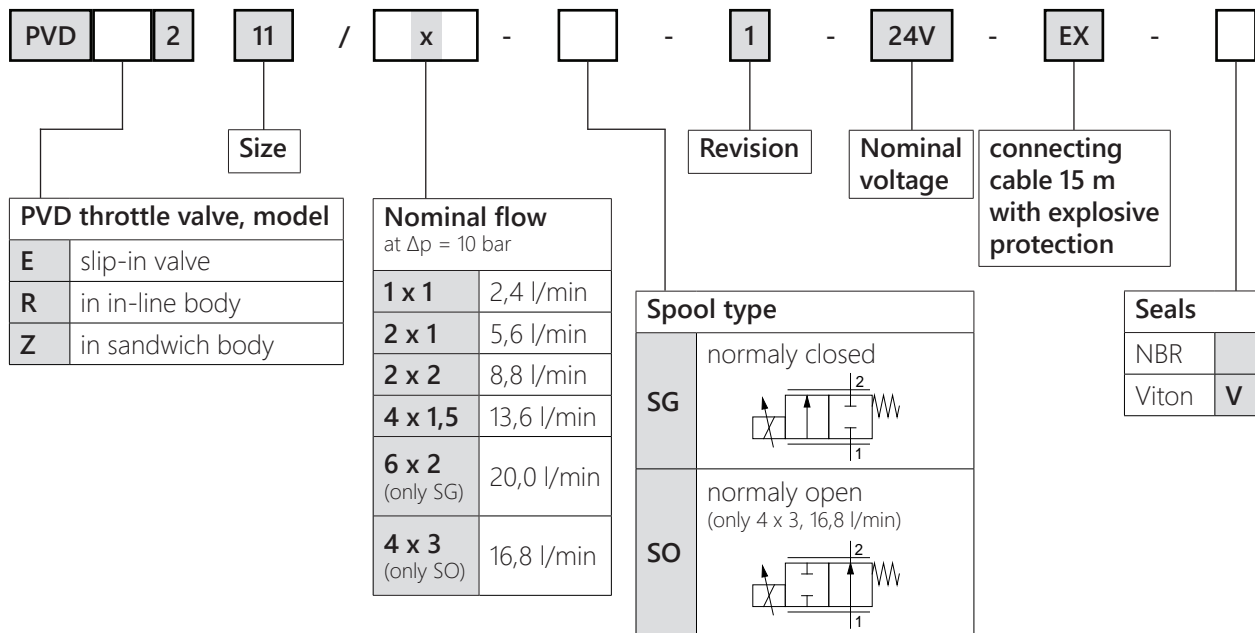 PVD 2 11 / x - - 1 - 24V - EX -
Size
Revision
Nominal
voltage
connecting
cable 15 m
with explosive
protection
PVD throttle valve, model
E slip-in valve
R in in-line body
Z in sandwich body
Nominal flow
at Δp = 10 bar
1 x 1 2,4 l/min
2 x 1 5,6 l/min
2 x 2 8,8 l/min
4 x 1,5 13,6 l/min
6 x 2
(only SG)
20,0 l/min
4 x 3
(only SO)
16,8 l/min
Spool type
SG
normaly closed
2
1
SO
normaly open
(only 4 x 3, 16,8 l/min)
2
1
Seals
NBR
Viton V